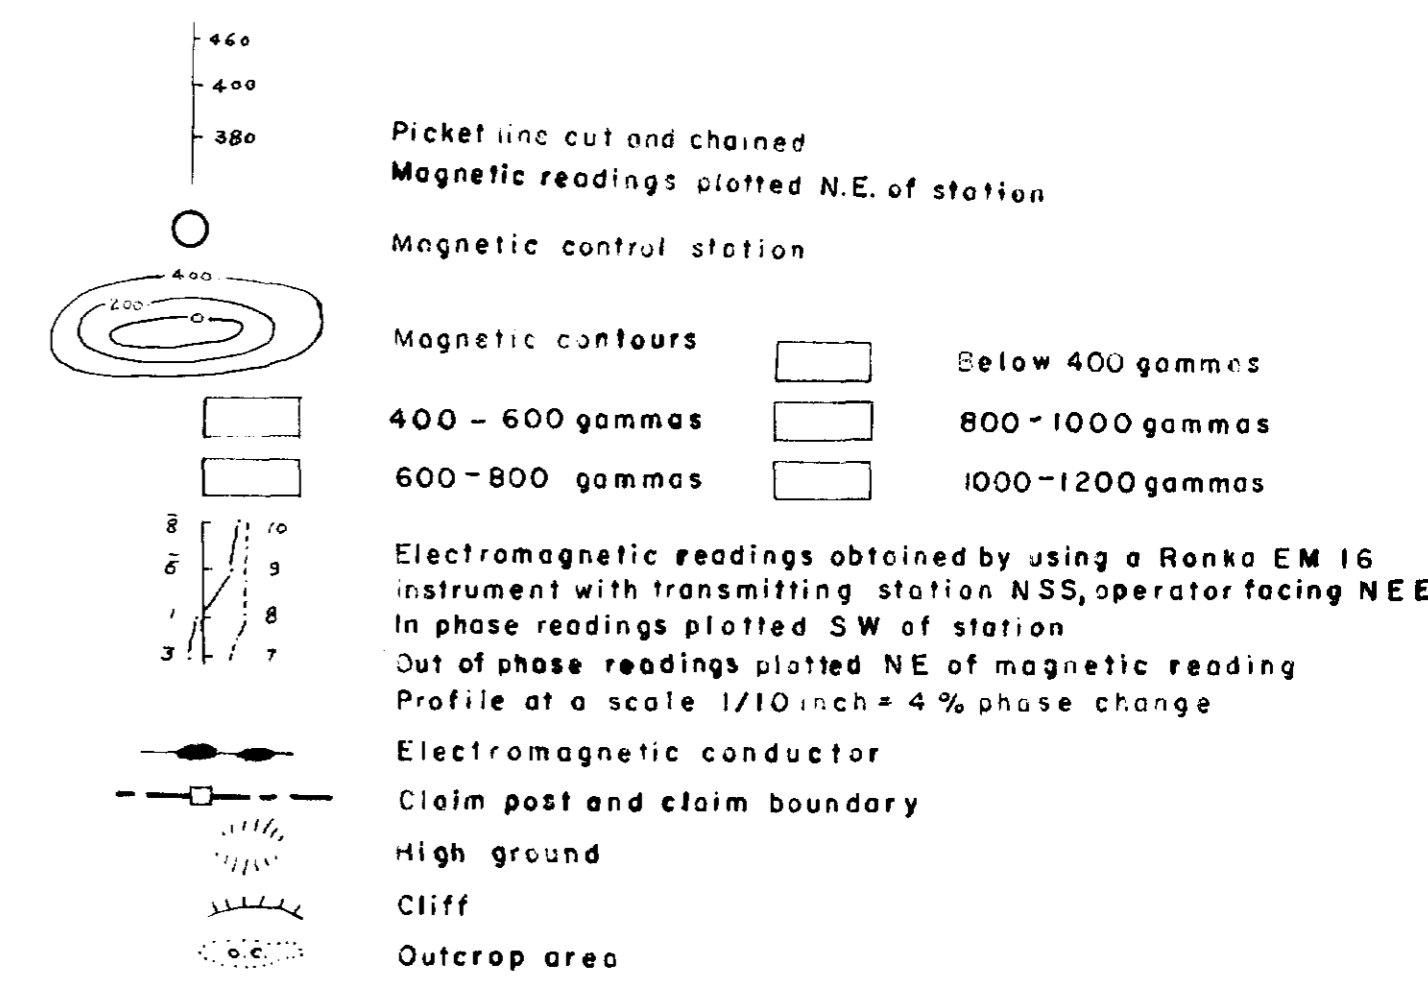 460
400
380
Picket line cut and chained
Magnetic readings plotted N.E. of station
Magnetic control station
400
200
0
Magnetic contours
Below 400 gammas
400 - 600 gammas
800 - 1000 gammas
600 - 800 gammas
1000 - 1200 gammas
8̄ 10
5̄ 9
1 8
3 7
Electromagnetic readings obtained by using a Ronka EM 16
instrument with transmitting station NSS, operator facing NEE
In phase readings plotted SW of station
Out of phase readings plotted NE of magnetic reading
Profile at a scale 1/10 inch = 4 % phase change
Electromagnetic conductor
Claim post and claim boundary
High ground
Cliff
o.c.
Outcrop area